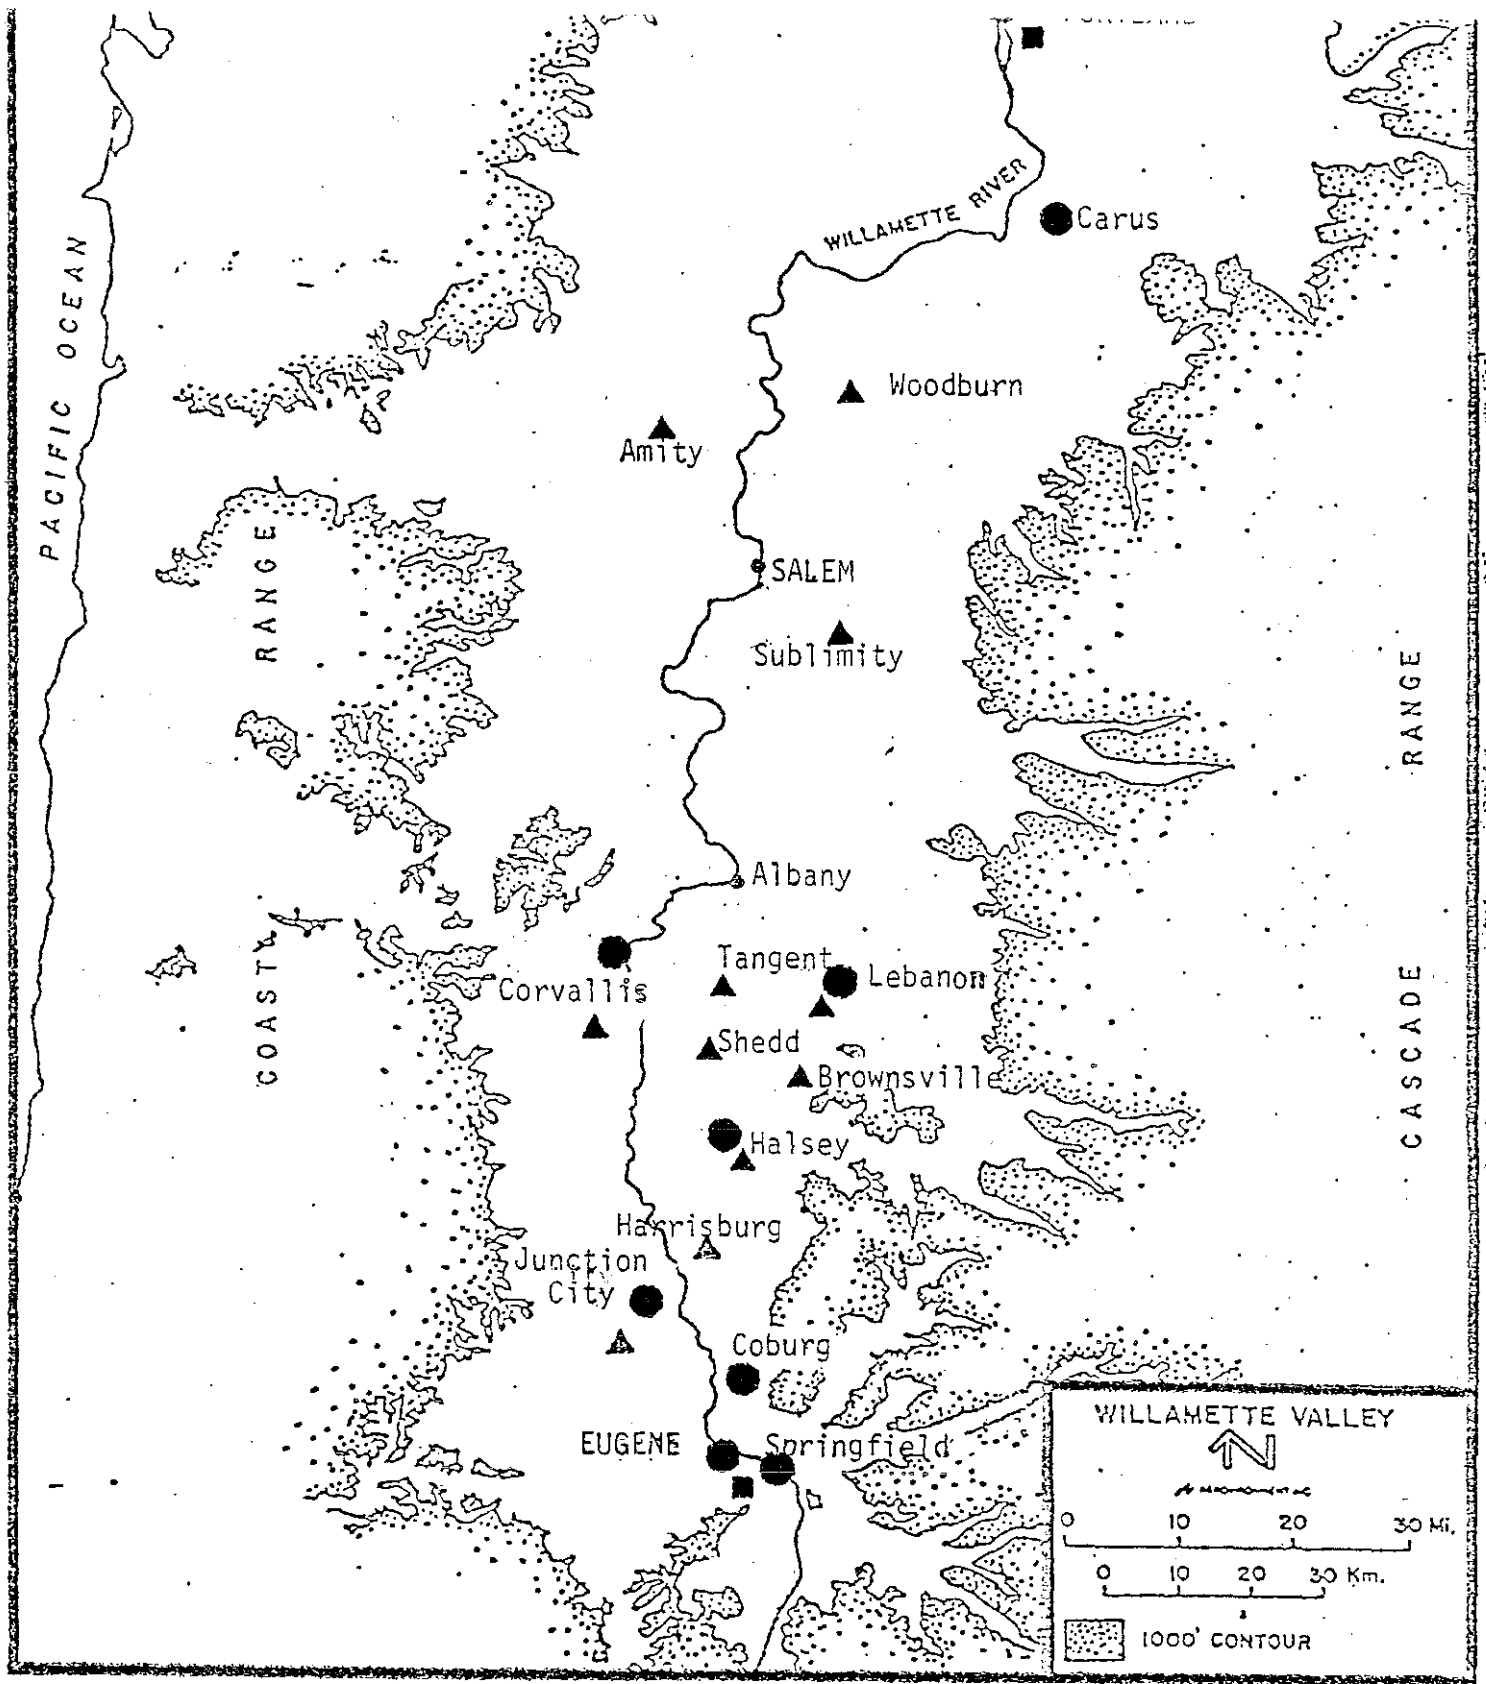 WILLAMETTE RIVER
Carus
PACIFIC OCEAN
Woodburn
Amity
SALEM
Sublimity
COAST RANGE
CASCADE RANGE
Albany
Tangent
Lebanon
Corvallis
Shedd
Brownsville
Halsey
Harrisburg
Junction
City
Coburg
EUGENE
Springfield
WILLAMETTE VALLEY
N
0 10 20 30 Mi.
0 10 20 30 Km.
1000' CONTOUR